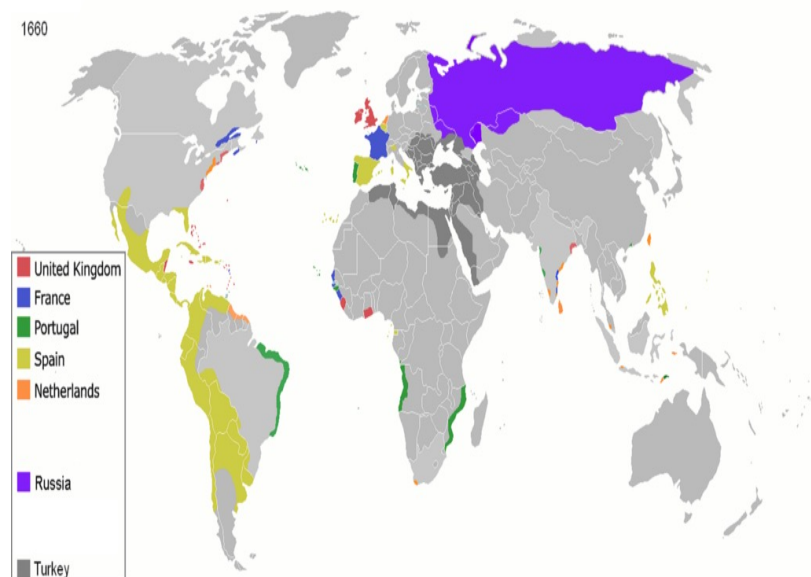 1660
United Kingdom
France
Portugal
Spain
Netherlands
Russia
Turkey